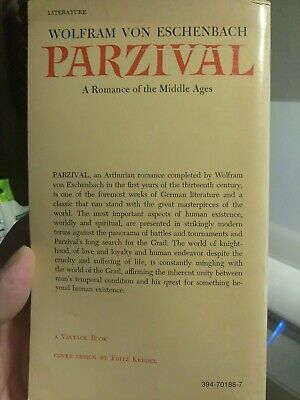 LITERATURE
WOLFRAM VON ESCHENBACH
PARZIVAL
A Romance of the Middle Ages
PARZIVAL, an Arthurian romance completed by Wolfram
von Eschenbach in the first years of the thirteenth century,
is one of the foremost works of German literature and a
classic that can stand with the great masterpieces of the
world. The most important aspects of human existence,
worldly and spiritual, are presented in strikingly modern
terms against the panorama of battles and tournaments and
Parzival's long search for the Grail. The world of knight-
hood, of love and loyalty and human endeavor despite the
cruelty and suffering of life, is constantly mingling with
the world of the Grail, affirming the inherent unity between
man's temporal condition and his quest for something be-
yond human existence.
A VINTAGE BOOK
COVER DESIGN BY FRITZ KREDEL
394-70188-7